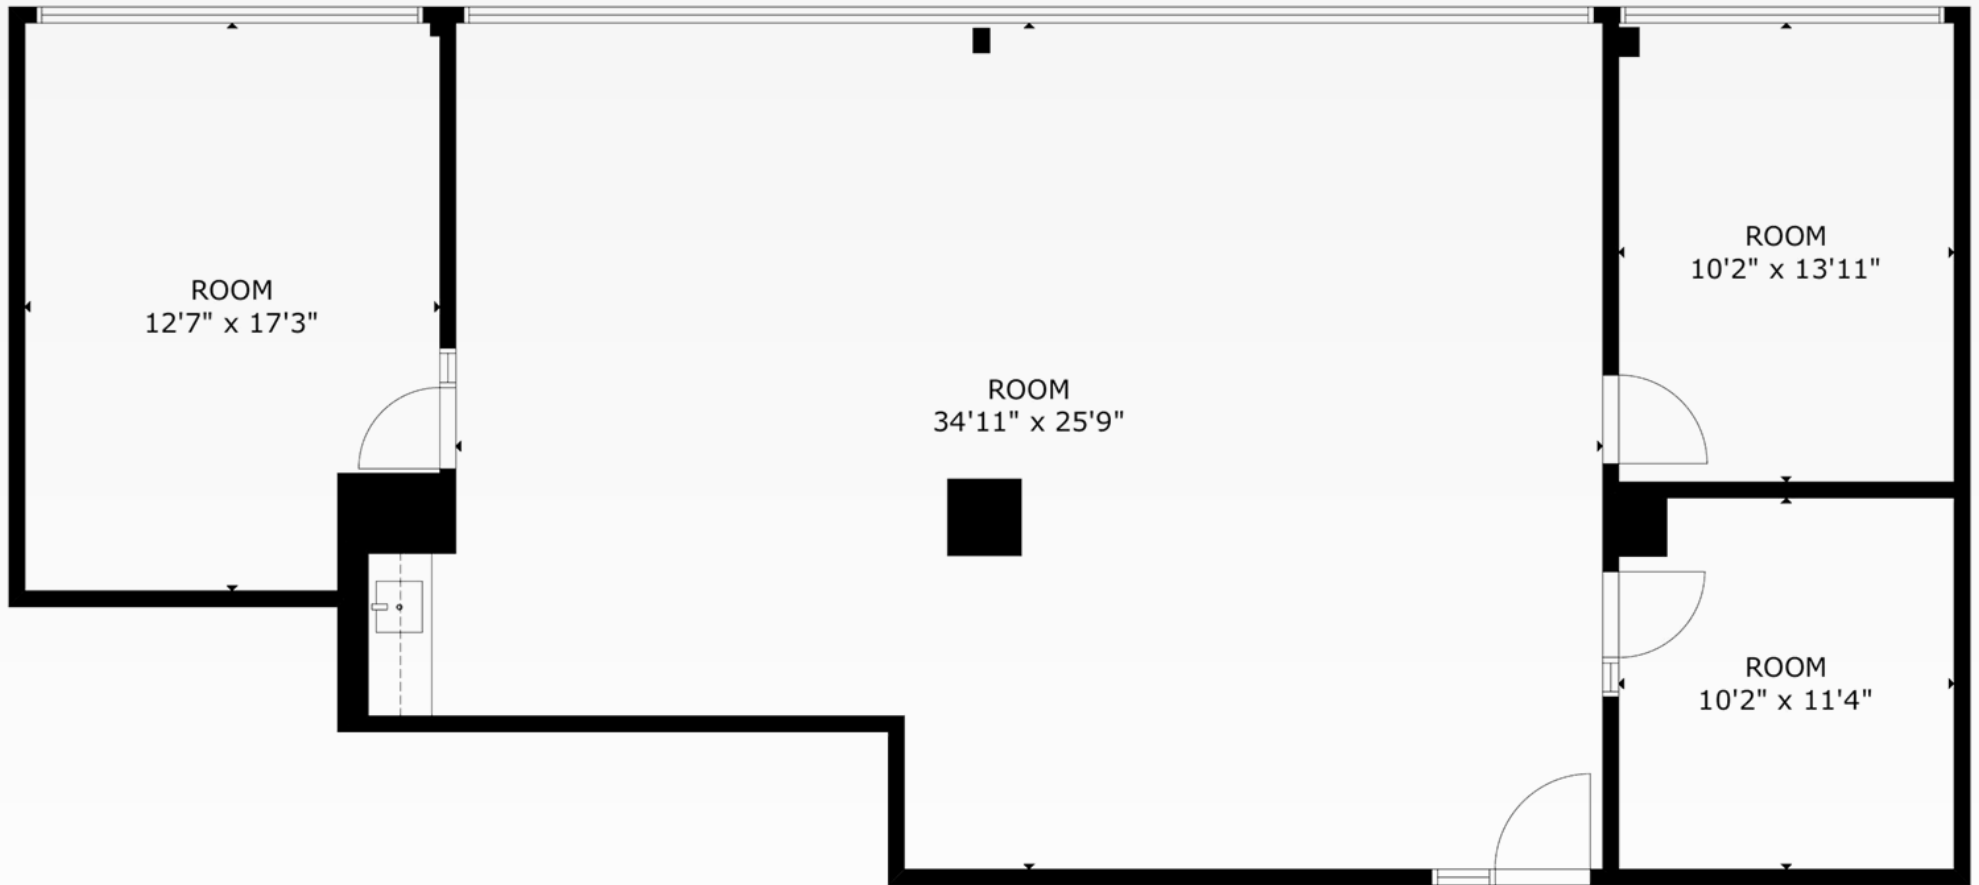 ROOM
12'7" x 17'3"
ROOM
34'11" x 25'9"
ROOM
10'2" x 13'11"
ROOM
10'2" x 11'4"